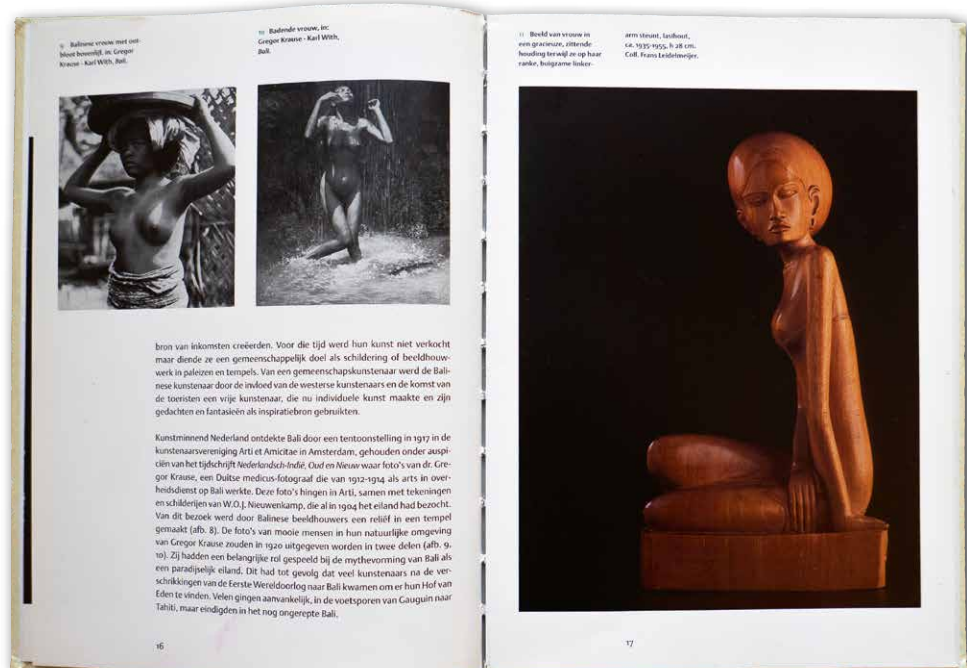 9 Balinese vrouw met ont-
bloot bovenlijf, in: Gregor
Krause - Karl With, Bali.
10 Badende vrouw, in:
Gregor Krause - Karl With,
Bali.
bron van inkomsten creëerden. Voor die tijd werd hun kunst niet verkocht
maar diende ze een gemeenschappelijk doel als schildering of beeldhouw-
werk in paleizen en tempels. Van een gemeenschapskunstenaar werd de Bali-
nese kunstenaar door de invloed van de westerse kunstenaars en de komst van
de toeristen een vrije kunstenaar, die nu individuele kunst maakte en zijn
gedachten en fantasieën als inspiratiebron gebruikten.
Kunstminnend Nederland ontdekte Bali door een tentoonstelling in 1917 in de
kunstenaarsvereniging Arti et Amicitae in Amsterdam, gehouden onder auspi-
ciën van het tijdschrift Nederlandsch-Indië, Oud en Nieuw waar foto's van dr. Gre-
gor Krause, een Duitse medicus-fotograaf die van 1912-1914 als arts in over-
heidsdienst op Bali werkte. Deze foto's hingen in Arti, samen met tekeningen
en schilderijen van W.O.J. Nieuwenkamp, die al in 1904 het eiland had bezocht.
Van dit bezoek werd door Balinese beeldhouwers een reliëf in een tempel
gemaakt (afb. 8). De foto's van mooie mensen in hun natuurlijke omgeving
van Gregor Krause zouden in 1920 uitgegeven worden in twee delen (afb. 9,
10). Zij hadden een belangrijke rol gespeeld bij de mythevorming van Bali als
een paradijselijk eiland. Dit had tot gevolg dat veel kunstenaars na de ver-
schrikkingen van de Eerste Wereldoorlog naar Bali kwamen om er hun Hof van
Eden te vinden. Velen gingen aanvankelijk, in de voetsporen van Gauguin naar
Tahiti, maar eindigden in het nog ongerepte Bali.
16
11 Beeld van vrouw in
een gracieuze, zittende
houding terwijl ze op haar
ranke, buigzame linker-
arm steunt, Jasihout,
ca. 1935-1955, h 28 cm.
Coll. Frans Leidelmeijer.
17